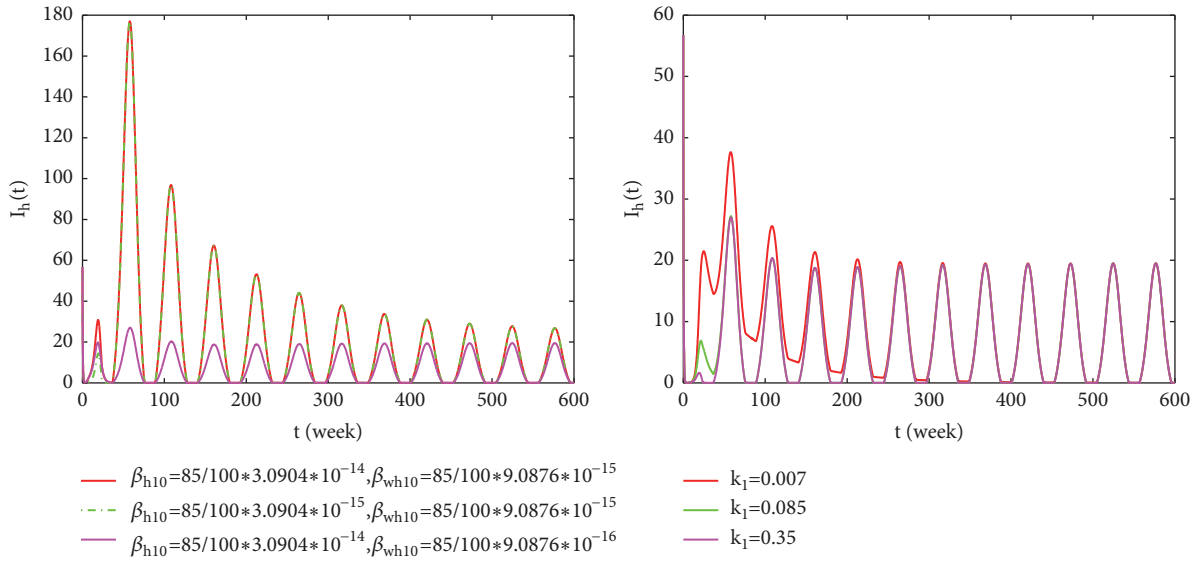 180
160
140
120
100
80
60
40
20
0
I_h(t)
0 100 200 300 400 500 600
t (week)
60
50
40
30
20
10
0
I_h(t)
0 100 200 300 400 500 600
t (week)
β_h10=85/100∗3.0904∗10^−14,β_wh10=85/100∗9.0876∗10^−15
β_h10=85/100∗3.0904∗10^−15,β_wh10=85/100∗9.0876∗10^−15
β_h10=85/100∗3.0904∗10^−14,β_wh10=85/100∗9.0876∗10^−16
k_1=0.007
k_1=0.085
k_1=0.35